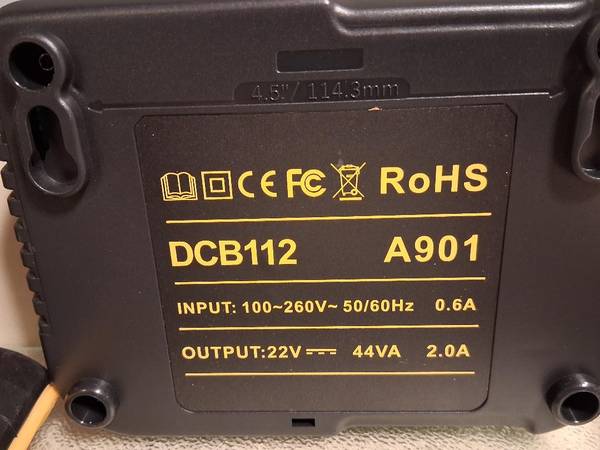 4.5"/ 114.3mm
CE FC RoHS
DCB112 A901
INPUT: 100~260V~ 50/60Hz 0.6A
OUTPUT:22V 44VA 2.0A